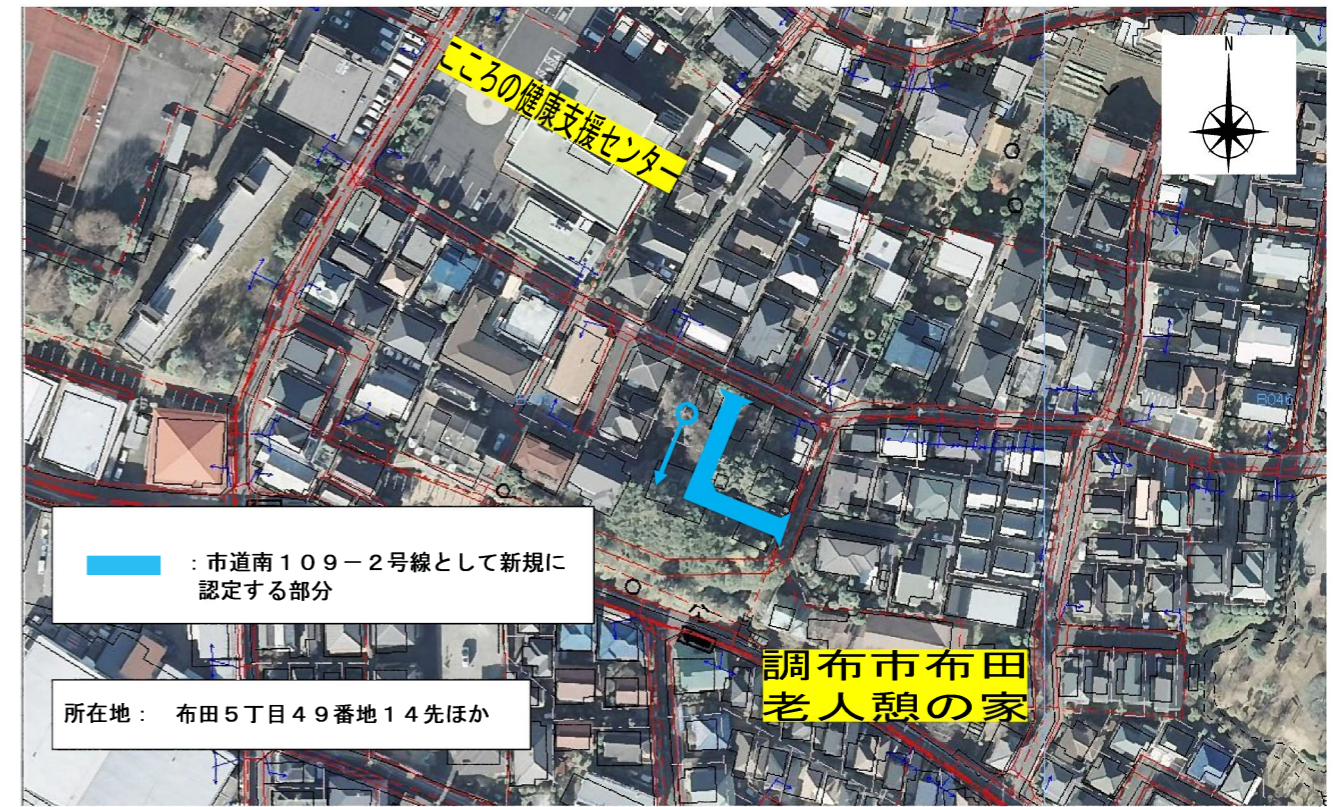 N
こころの健康支援センター
R046
：市道南１０９－２号線として新規に
認定する部分
所在地： 布田５丁目４９番地１４先ほか
調布市布田
老人憩の家